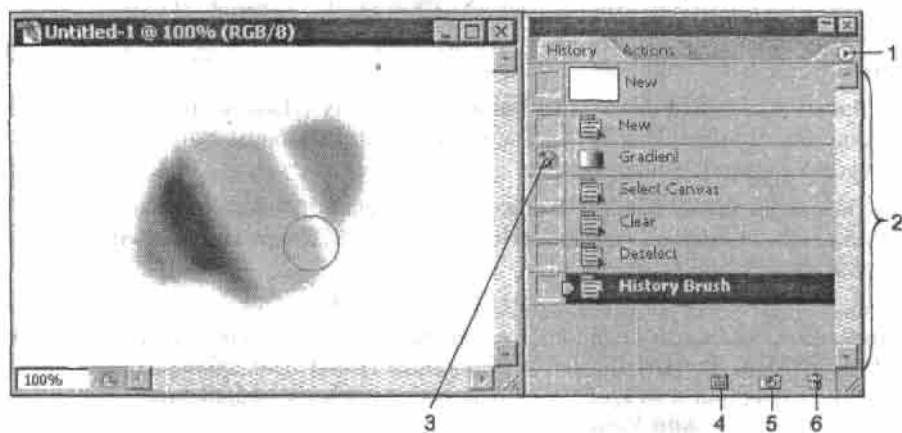 Untitled-1 @ 100% (RGB/8)
History Actions
1
New
New
Gradient
Select Canvas
2
Clear
Deselect
History Brush
100%
3 4 5 6